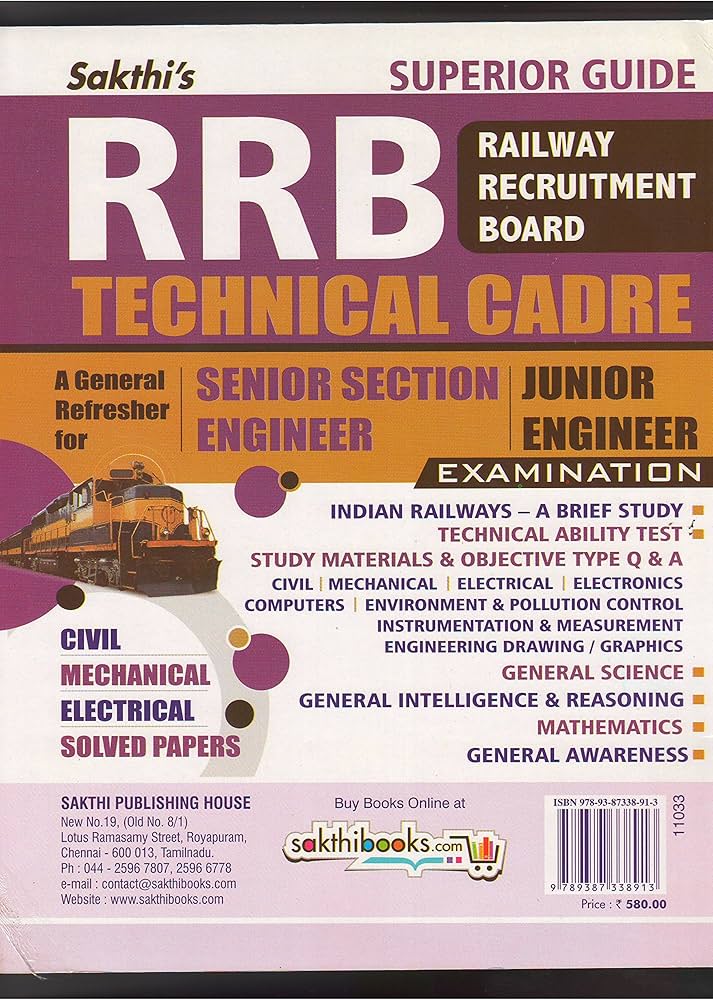 Sakthi's
SUPERIOR GUIDE
RRB
RAILWAY
RECRUITMENT
BOARD
TECHNICAL CADRE
A General
Refresher
for
SENIOR SECTION
ENGINEER
JUNIOR
ENGINEER
EXAMINATION
INDIAN RAILWAYS – A BRIEF STUDY
TECHNICAL ABILITY TEST
STUDY MATERIALS & OBJECTIVE TYPE Q & A
CIVIL | MECHANICAL | ELECTRICAL | ELECTRONICS
COMPUTERS | ENVIRONMENT & POLLUTION CONTROL
INSTRUMENTATION & MEASUREMENT
ENGINEERING DRAWING / GRAPHICS
GENERAL SCIENCE
GENERAL INTELLIGENCE & REASONING
MATHEMATICS
GENERAL AWARENESS
CIVIL
MECHANICAL
ELECTRICAL
SOLVED PAPERS
SAKTHI PUBLISHING HOUSE
New No.19, (Old No. 8/1)
Lotus Ramasamy Street, Royapuram,
Chennai - 600 013, Tamilnadu.
Ph : 044 - 2596 7807, 2596 6778
e-mail : contact@sakthibooks.com
Website : www.sakthibooks.com
Buy Books Online at
sakthibooks.com
ISBN 978-93-87338-91-3
9 789387 338913
11033
Price : ₹ 580.00